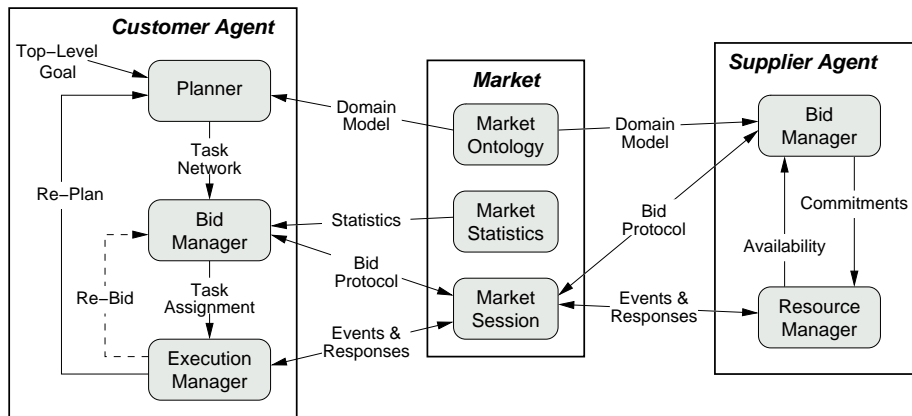 Customer Agent
Top–Level
Goal
Planner
Task
Network
Re–Plan
Bid
Manager
Re–Bid
Task
Assignment
Execution
Manager
Domain
Model
Statistics
Bid
Protocol
Events &
Responses
Market
Market
Ontology
Market
Statistics
Market
Session
Domain
Model
Bid
Protocol
Events &
Responses
Supplier Agent
Bid
Manager
Commitments
Availability
Resource
Manager